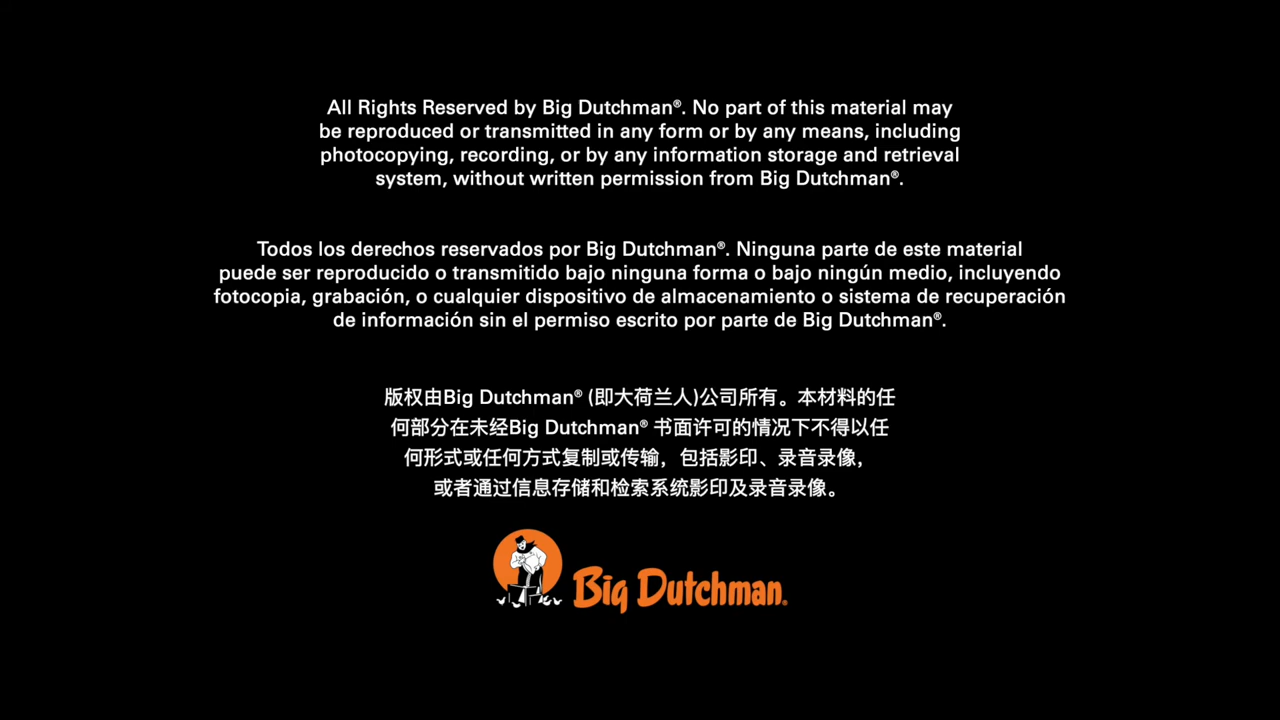 All Rights Reserved by Big Dutchman®. No part of this material may
be reproduced or transmitted in any form or by any means, including
photocopying, recording, or by any information storage and retrieval
system, without written permission from Big Dutchman®.
Todos los derechos reservados por Big Dutchman®. Ninguna parte de este material
puede ser reproducido o transmitido bajo ninguna forma o bajo ningún medio, incluyendo
fotocopia, grabación, o cualquier dispositivo de almacenamiento o sistema de recuperación
de información sin el permiso escrito por parte de Big Dutchman®.
版权由Big Dutchman® (即大荷兰人)公司所有。本材料的任
何部分在未经Big Dutchman® 书面许可的情况下不得以任
何形式或任何方式复制或传输，包括影印、录音录像，
或者通过信息存储和检索系统影印及录音录像。
Big Dutchman®